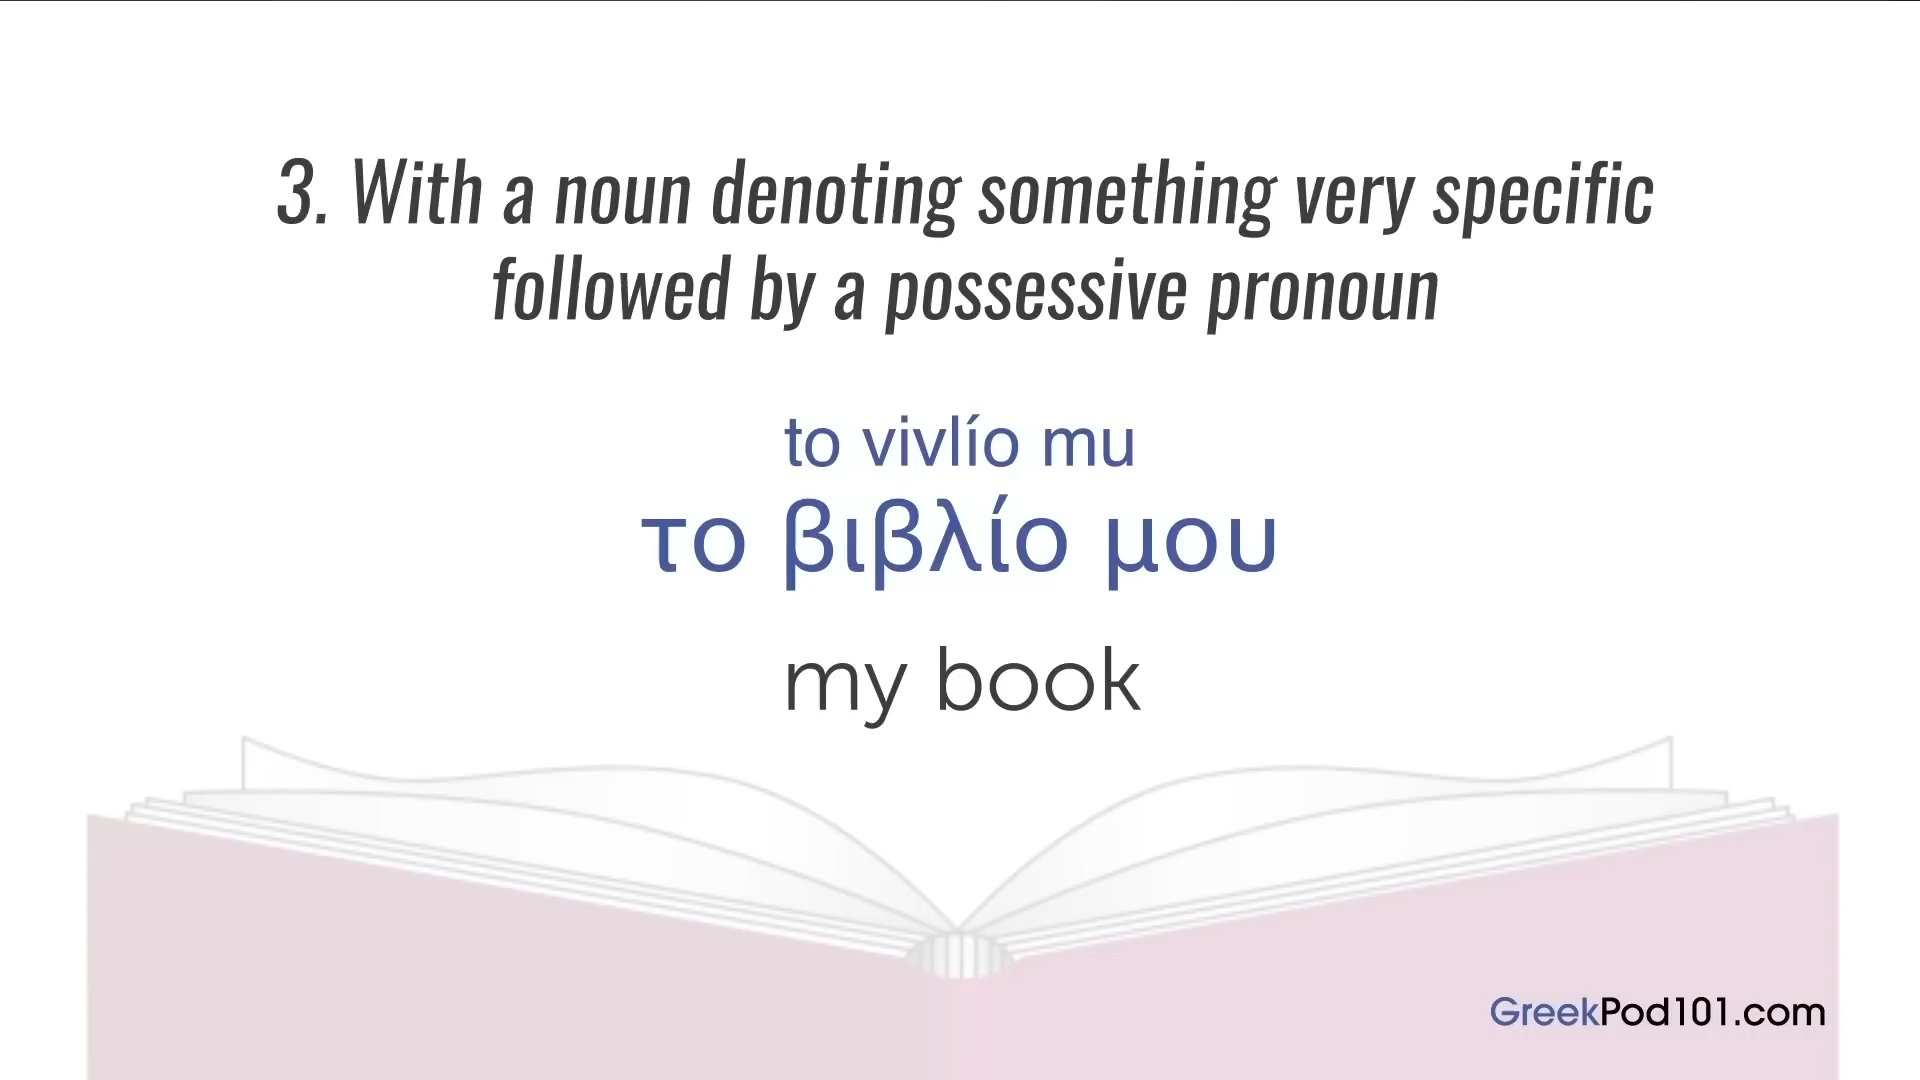 3. With a noun denoting something very specific
followed by a possessive pronoun
to vivlío mu
το βιβλίο μου
my book
GreekPod101.com